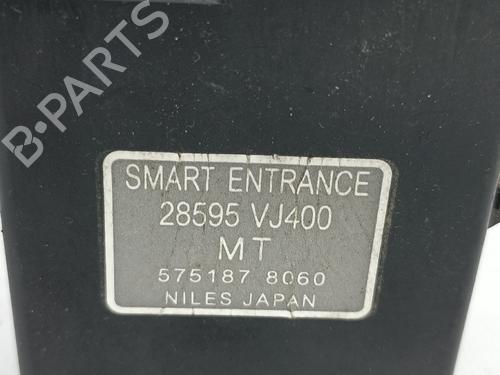 B-PARTS
SMART ENTRANCE
28595 VJ400
MT
575187 8060
NILES JAPAN